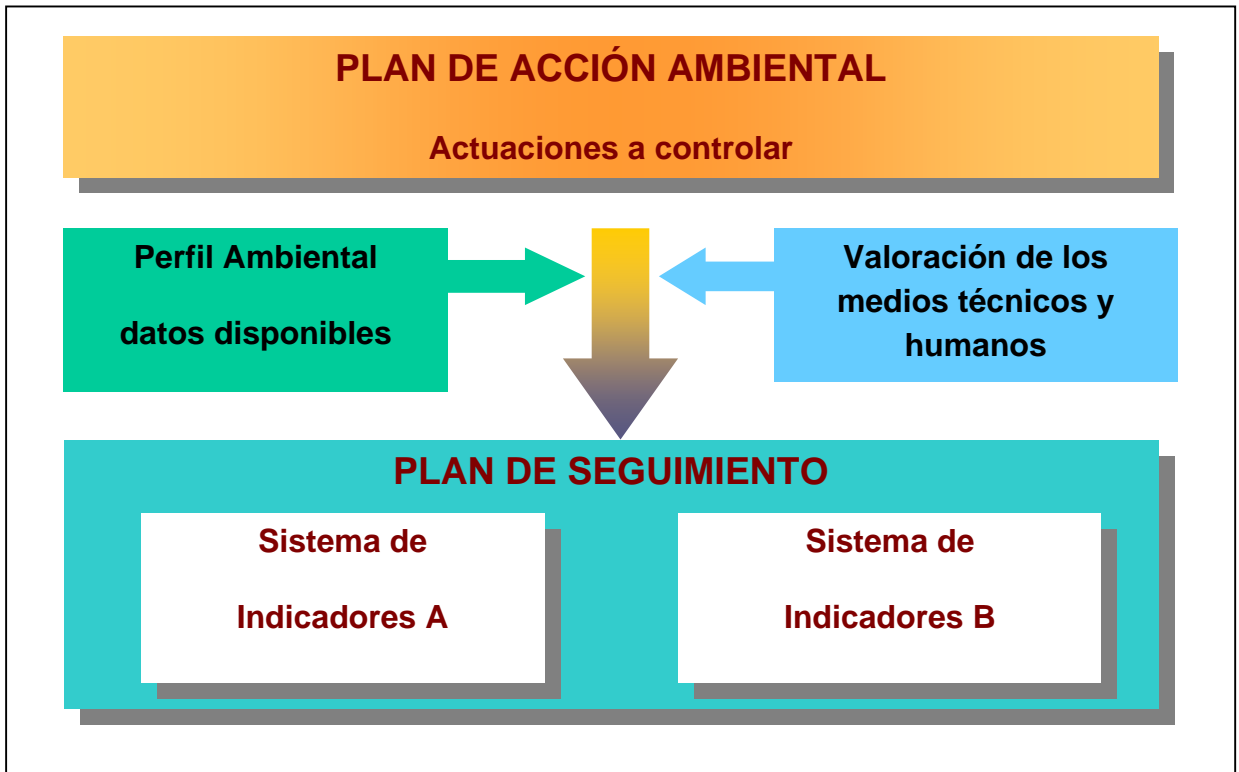 PLAN DE ACCIÓN AMBIENTAL
Actuaciones a controlar
Perfil Ambiental
datos disponibles
Valoración de los
medios técnicos y
humanos
PLAN DE SEGUIMIENTO
Sistema de
Indicadores A
Sistema de
Indicadores B